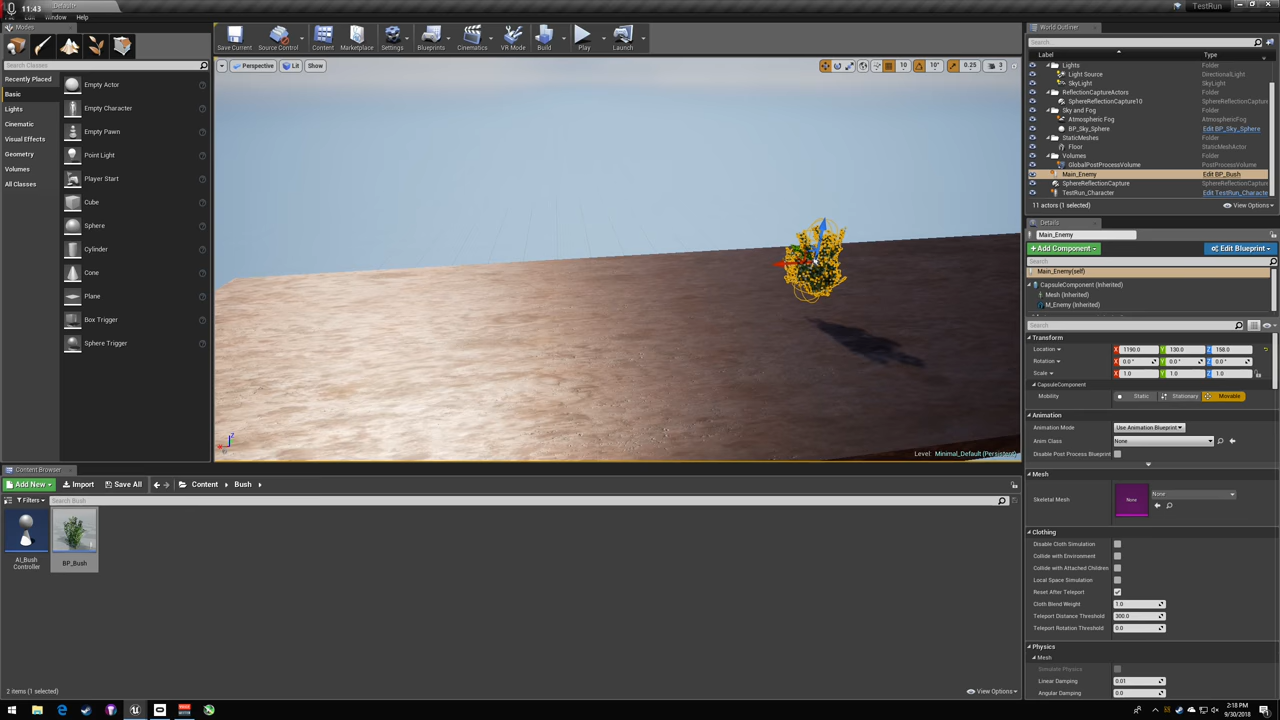 11:43
Default
TestRun
Edit
Window
Help
Modes
Search Classes
Recently Placed
Basic
Lights
Cinematic
Visual Effects
Geometry
Volumes
All Classes
Empty Actor
Empty Character
Empty Pawn
Point Light
Player Start
Cube
Sphere
Cylinder
Cone
Plane
Box Trigger
Sphere Trigger
Save Current
Source Control
Content
Marketplace
Settings
Blueprints
Cinematics
VR Mode
Build
Play
Launch
Perspective
Lit
Show
10
10°
0.25
3
Level: Minimal_Default (Persistent)
World Outliner
Search
Label
Type
Lights
Folder
Light Source
DirectionalLight
SkyLight
SkyLight
ReflectionCaptureActors
Folder
SphereReflectionCapture10
SphereReflectionCaptur
Sky and Fog
Folder
Atmospheric Fog
AtmosphericFog
BP_Sky_Sphere
Edit BP_Sky_Sphere
StaticMeshes
Folder
Floor
StaticMeshActor
Volumes
Folder
GlobalPostProcessVolume
PostProcessVolume
Main_Enemy
Edit BP_Bush
SphereReflectionCapture
SphereReflectionCaptur
TestRun_Character
Edit TestRun_Characte
11 actors (1 selected)
View Options
Details
Main_Enemy
+ Add Component
Edit Blueprint
Search
Main_Enemy(self)
CapsuleComponent (Inherited)
Mesh (Inherited)
M_Enemy (Inherited)
Search
Transform
Location
X 1190.0
Y 130.0
Z 158.0
Rotation
X 0.0 °
Y 0.0 °
Z 0.0 °
Scale
X 1.0
Y 1.0
Z 1.0
CapsuleComponent
Mobility
Static
Stationary
Movable
Animation
Animation Mode
Use Animation Blueprint
Anim Class
None
Disable Post Process Blueprint
Mesh
Skeletal Mesh
None
None
Clothing
Disable Cloth Simulation
Collide with Environment
Collide with Attached Children
Local Space Simulation
Reset After Teleport
Cloth Blend Weight
1.0
Teleport Distance Threshold
300.0
Teleport Rotation Threshold
0.0
Physics
Mesh
Simulate Physics
Linear Damping
0.01
Angular Damping
0.0
Content Browser
Add New
Import
Save All
Content
Bush
Filters
Search Bush
AI_Bush
Controller
BP_Bush
2 items (1 selected)
View Options
2:18 PM
9/30/2018